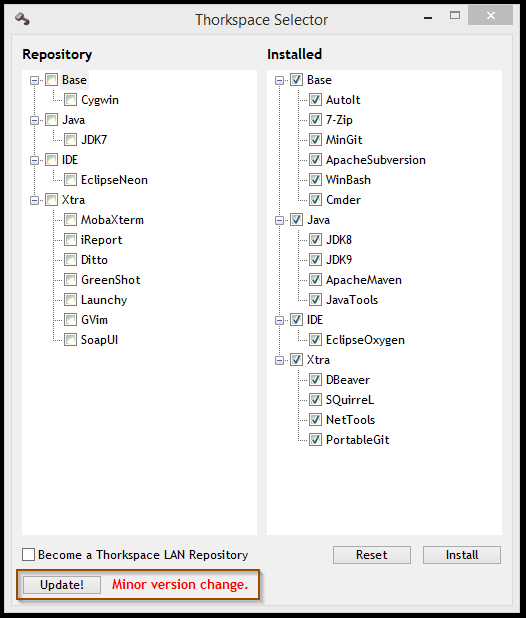 Thorkspace Selector
Repository
Base
Cygwin
Java
JDK7
IDE
EclipseNeon
Xtra
MobaXterm
iReport
Ditto
GreenShot
Launchy
GVim
SoapUI
Installed
Base
AutoIt
7-Zip
MinGit
ApacheSubversion
WinBash
Cmder
Java
JDK8
JDK9
ApacheMaven
JavaTools
IDE
EclipseOxygen
Xtra
DBeaver
SQuirreL
NetTools
PortableGit
Become a Thorkspace LAN Repository
Reset
Install
Update!
Minor version change.